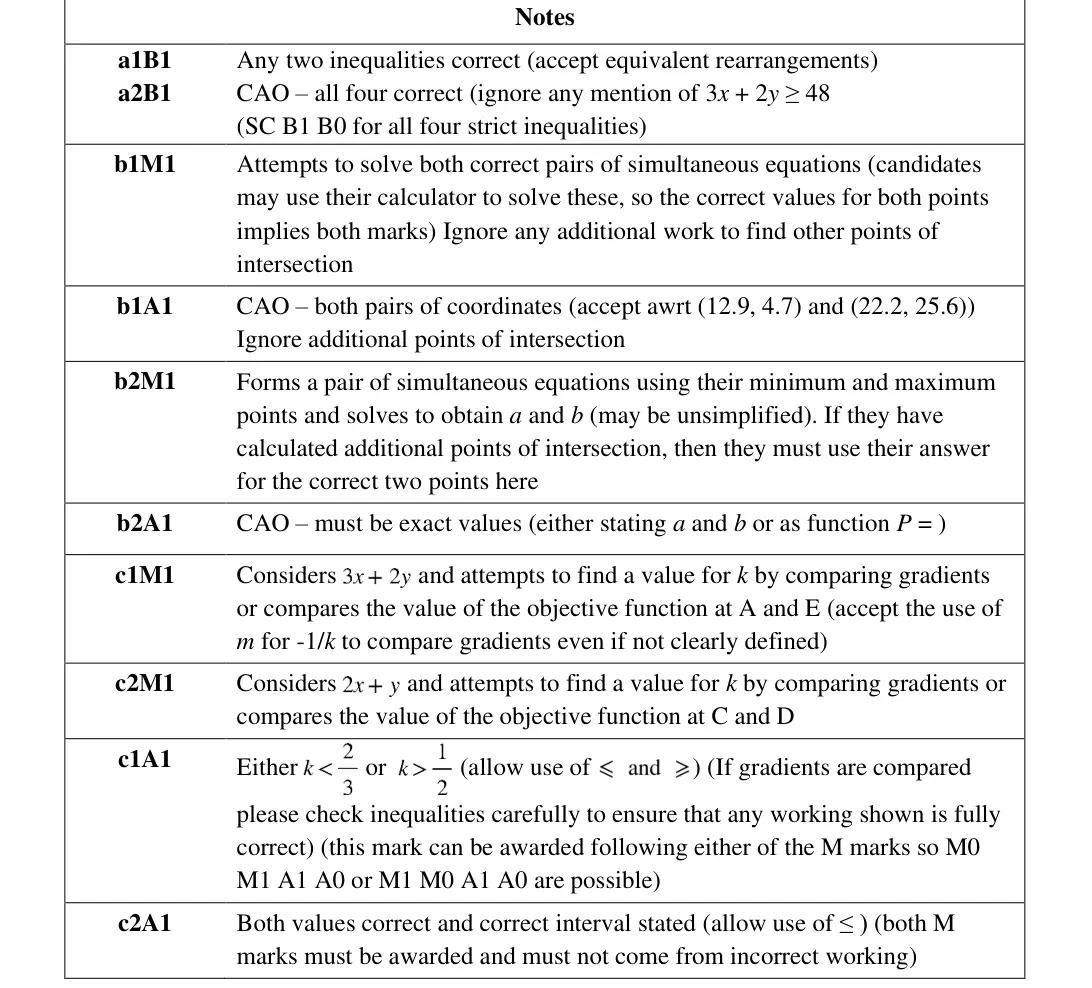 Notes
a1B1 Any two inequalities correct (accept equivalent rearrangements)
a2B1 CAO – all four correct (ignore any mention of 3x + 2y ≥ 48
(SC B1 B0 for all four strict inequalities)
b1M1 Attempts to solve both correct pairs of simultaneous equations (candidates
may use their calculator to solve these, so the correct values for both points
implies both marks) Ignore any additional work to find other points of
intersection
b1A1 CAO – both pairs of coordinates (accept awrt (12.9, 4.7) and (22.2, 25.6))
Ignore additional points of intersection
b2M1 Forms a pair of simultaneous equations using their minimum and maximum
points and solves to obtain a and b (may be unsimplified). If they have
calculated additional points of intersection, then they must use their answer
for the correct two points here
b2A1 CAO – must be exact values (either stating a and b or as function P = )
c1M1 Considers 3x + 2y and attempts to find a value for k by comparing gradients
or compares the value of the objective function at A and E (accept the use of
m for -1/k to compare gradients even if not clearly defined)
c2M1 Considers 2x + y and attempts to find a value for k by comparing gradients or
compares the value of the objective function at C and D
c1A1 Either k < 2/3 or k > 1/2 (allow use of ⩽ and ⩾) (If gradients are compared
please check inequalities carefully to ensure that any working shown is fully
correct) (this mark can be awarded following either of the M marks so M0
M1 A1 A0 or M1 M0 A1 A0 are possible)
c2A1 Both values correct and correct interval stated (allow use of ≤ ) (both M
marks must be awarded and must not come from incorrect working)